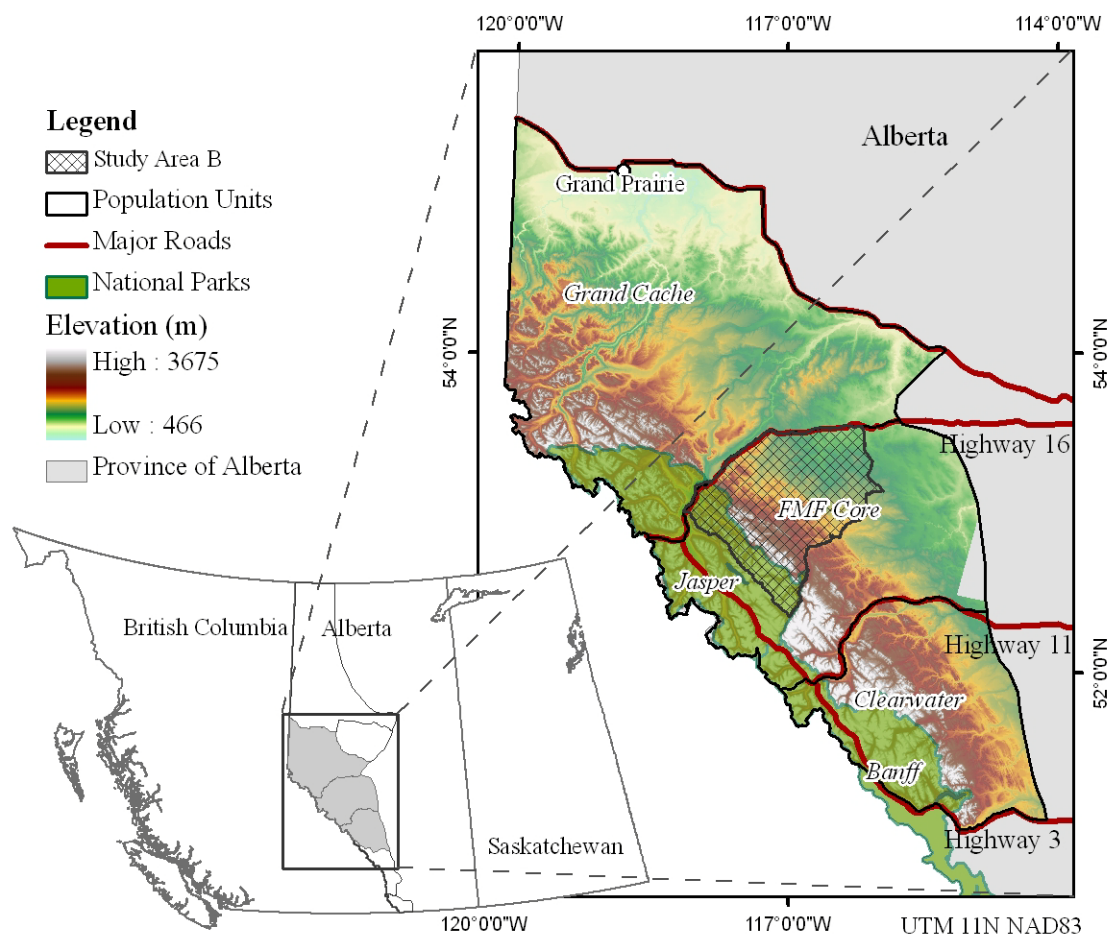 120°0'0"W 117°0'0"W 114°0'0"W
Legend
Study Area B
Population Units
Major Roads
National Parks
Elevation (m)
High : 3675
Low : 466
Province of Alberta
Alberta
Grand Prairie
Grand Cache
54°0'0"N 54°0'0"N
Highway 16
FMF Core
Jasper
British Columbia Alberta
Highway 11
52°0'0"N
Clearwater
Banff
Saskatchewan
Highway 3
120°0'0"W 117°0'0"W
UTM 11N NAD83